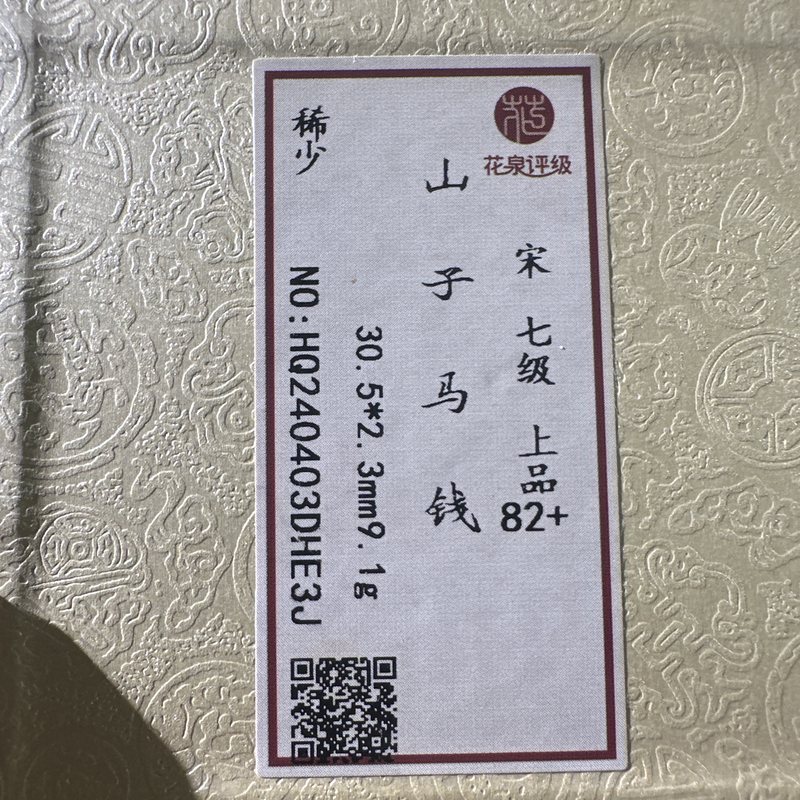 花泉评级
宋 七级 上品 82+
山子马钱
30.5*2.3mm9.1g
稀少
NO:HQ240403DHE3J